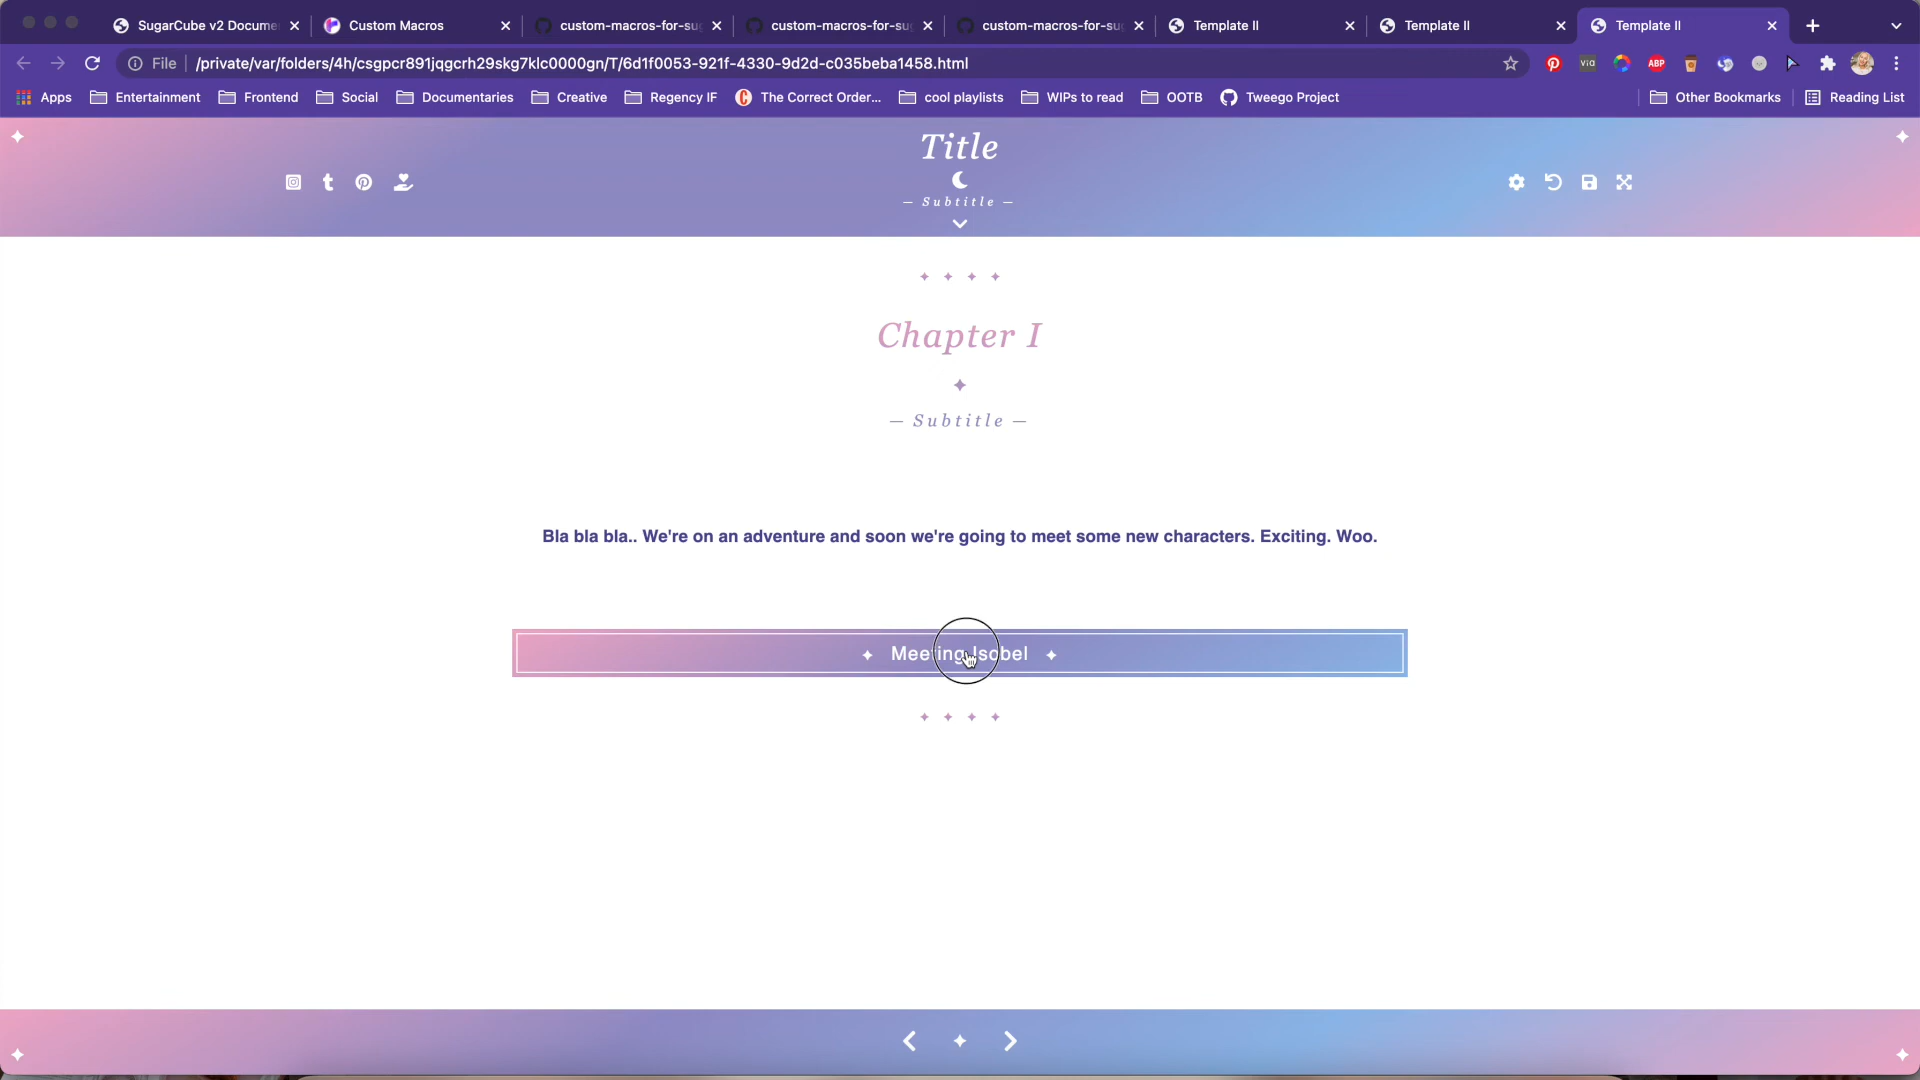 SugarCube v2 Docume
Custom Macros
custom-macros-for-su
custom-macros-for-su
custom-macros-for-su
Template II
Template II
Template II
File
/private/var/folders/4h/csgpcr891jqgcrh29skg7klc0000gn/T/6d1f0053-921f-4330-9d2d-c035beba1458.html
via
ABP
Apps
Entertainment
Frontend
Social
Documentaries
Creative
Regency IF
The Correct Order...
cool playlists
WIPs to read
OOTB
Tweego Project
Other Bookmarks
Reading List
Title
— Subtitle —
Chapter I
— Subtitle —
Bla bla bla.. We're on an adventure and soon we're going to meet some new characters. Exciting. Woo.
Meeting Isobel